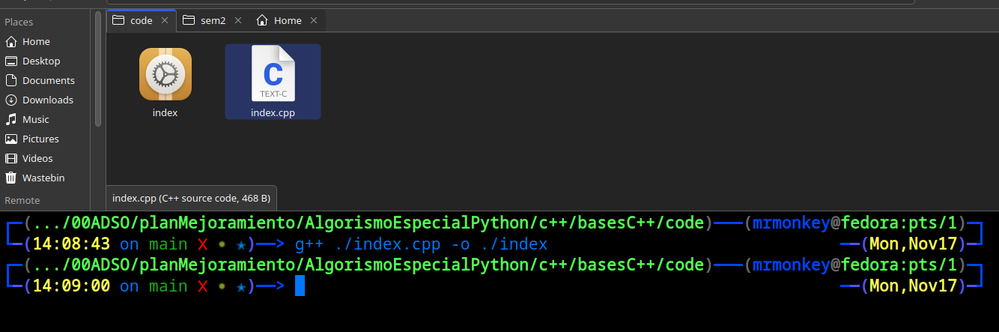 Places
code
sem2
Home
Home
Desktop
Documents
Downloads
Music
Pictures
Videos
Wastebin
Remote
C
TEXT-C
index
index.cpp
index.cpp (C++ source code, 468 B)
(.../00ADSO/planMejoramiento/AlgorismoEspecialPython/c++/basesC++/code)——(mrmonkey@fedora:pts/1)
(14:08:43 on main ✗ ✹ ✭)——> g++ ./index.cpp -o ./index ——(Mon,Nov17)
(.../00ADSO/planMejoramiento/AlgorismoEspecialPython/c++/basesC++/code)——(mrmonkey@fedora:pts/1)
(14:09:00 on main ✗ ✹ ✭)——> ——(Mon,Nov17)